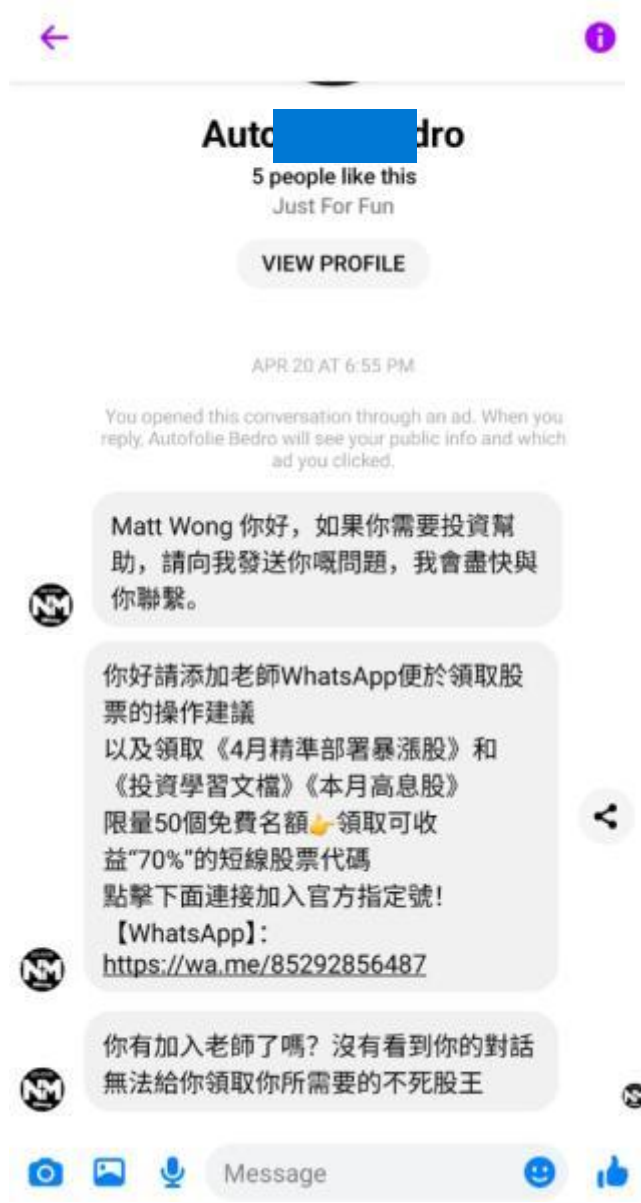 Auto dro
5 people like this
Just For Fun
VIEW PROFILE
APR 20 AT 6:55 PM
You opened this conversation through an ad. When you
reply, Autofolie Bedro will see your public info and which
ad you clicked.
Matt Wong 你好，如果你需要投資幫
助，請向我發送你嘅問題，我會盡快與
你聯繫。
你好請添加老師WhatsApp便於領取股
票的操作建議
以及領取《4月精準部署暴漲股》和
《投資學習文檔》《本月高息股》
限量50個免費名額👉領取可收
益“70%”的短線股票代碼
點擊下面連接加入官方指定號！
【WhatsApp】：
https://wa.me/85292856487
你有加入老師了嗎？沒有看到你的對話
無法給你領取你所需要的不死股王
NM
NM
NM
Message